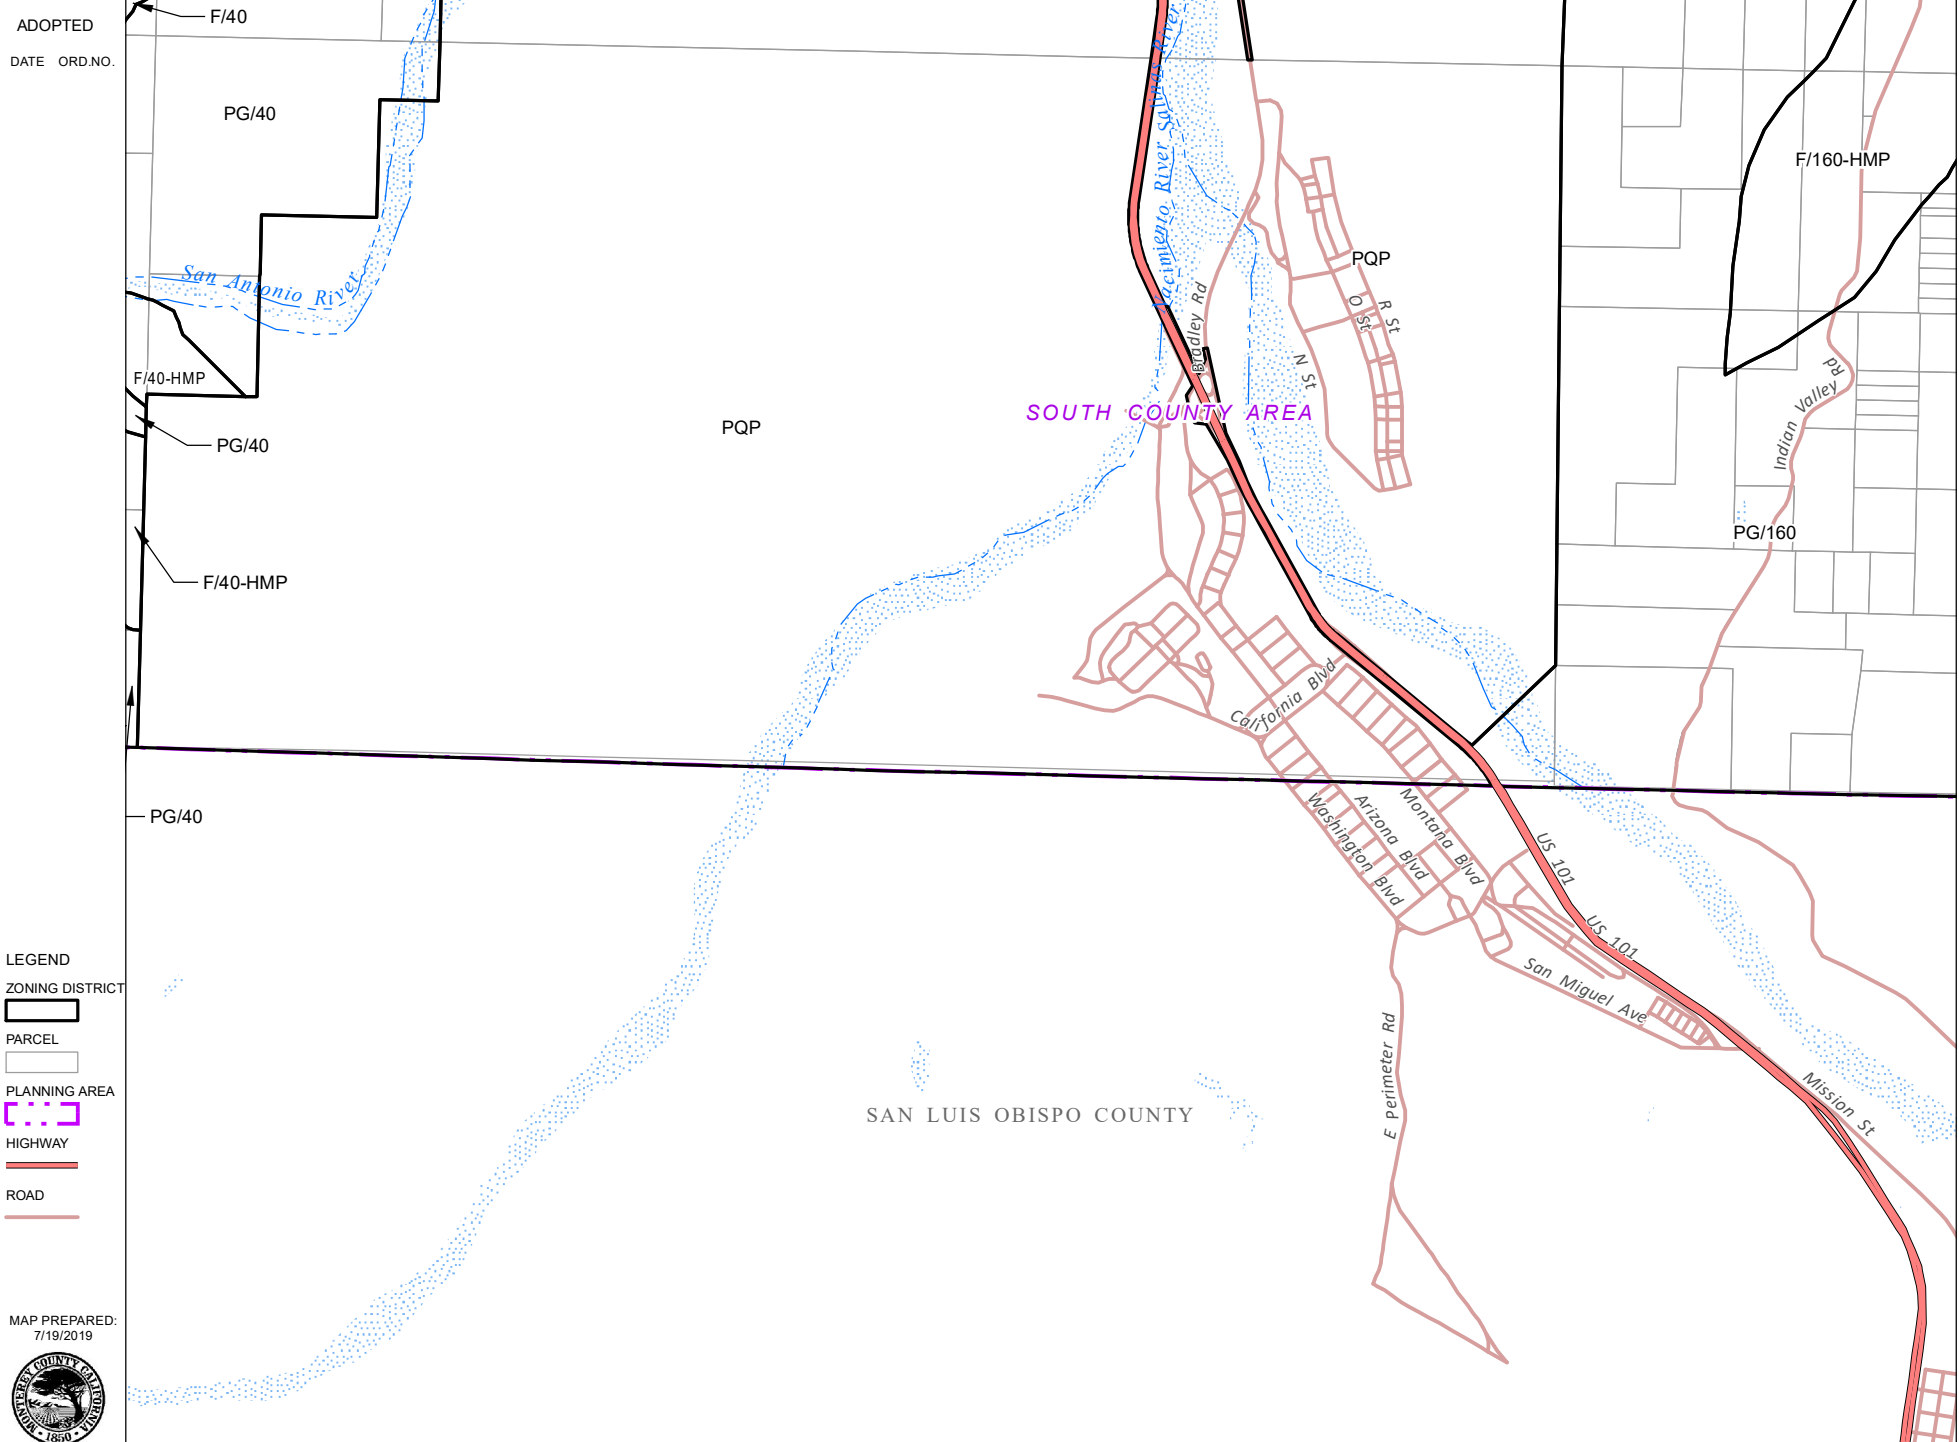 ADOPTED
DATE ORD.NO.
F/40
PG/40
San Antonio River
F/40-HMP
PG/40
F/40-HMP
PG/40
PQP
Salinas River
Nacimiento River
Bradley Rd
PQP
R St
O St
N St
SOUTH COUNTY AREA
F/160-HMP
Indian Valley Rd
PG/160
California Blvd
Washington Blvd
Arizona Blvd
Montana Blvd
US 101
US 101
San Miguel Ave
E Perimeter Rd
Mission St
SAN LUIS OBISPO COUNTY
LEGEND
ZONING DISTRICT
PARCEL
PLANNING AREA
HIGHWAY
ROAD
MAP PREPARED:
7/19/2019
MONTEREY COUNTY CALIFORNIA
1850